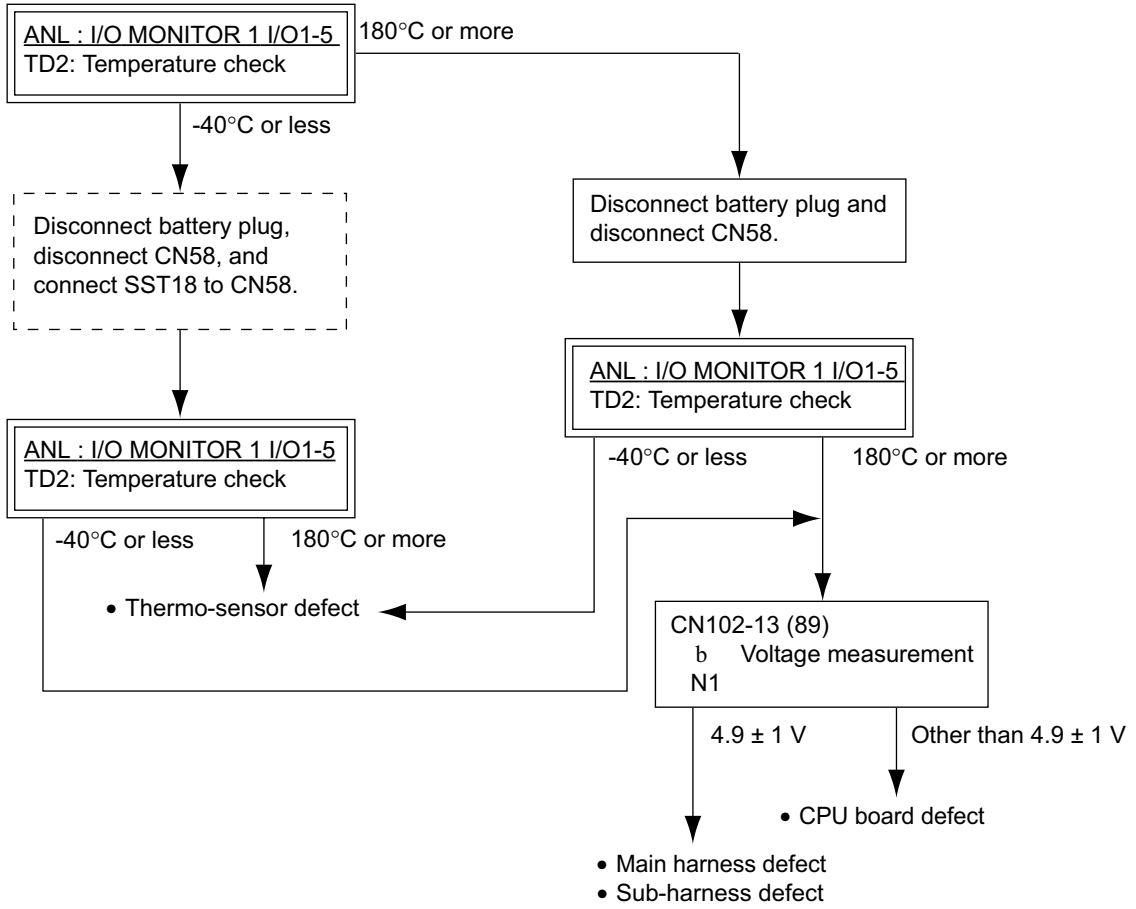 ANL : I/O MONITOR 1 I/O1-5
TD2: Temperature check
180°C or more
-40°C or less
Disconnect battery plug,
disconnect CN58, and
connect SST18 to CN58.
Disconnect battery plug and
disconnect CN58.
ANL : I/O MONITOR 1 I/O1-5
TD2: Temperature check
-40°C or less
180°C or more
ANL : I/O MONITOR 1 I/O1-5
TD2: Temperature check
-40°C or less
180°C or more
• Thermo-sensor defect
CN102-13 (89)
b Voltage measurement
N1
4.9 ± 1 V
Other than 4.9 ± 1 V
• CPU board defect
• Main harness defect
• Sub-harness defect